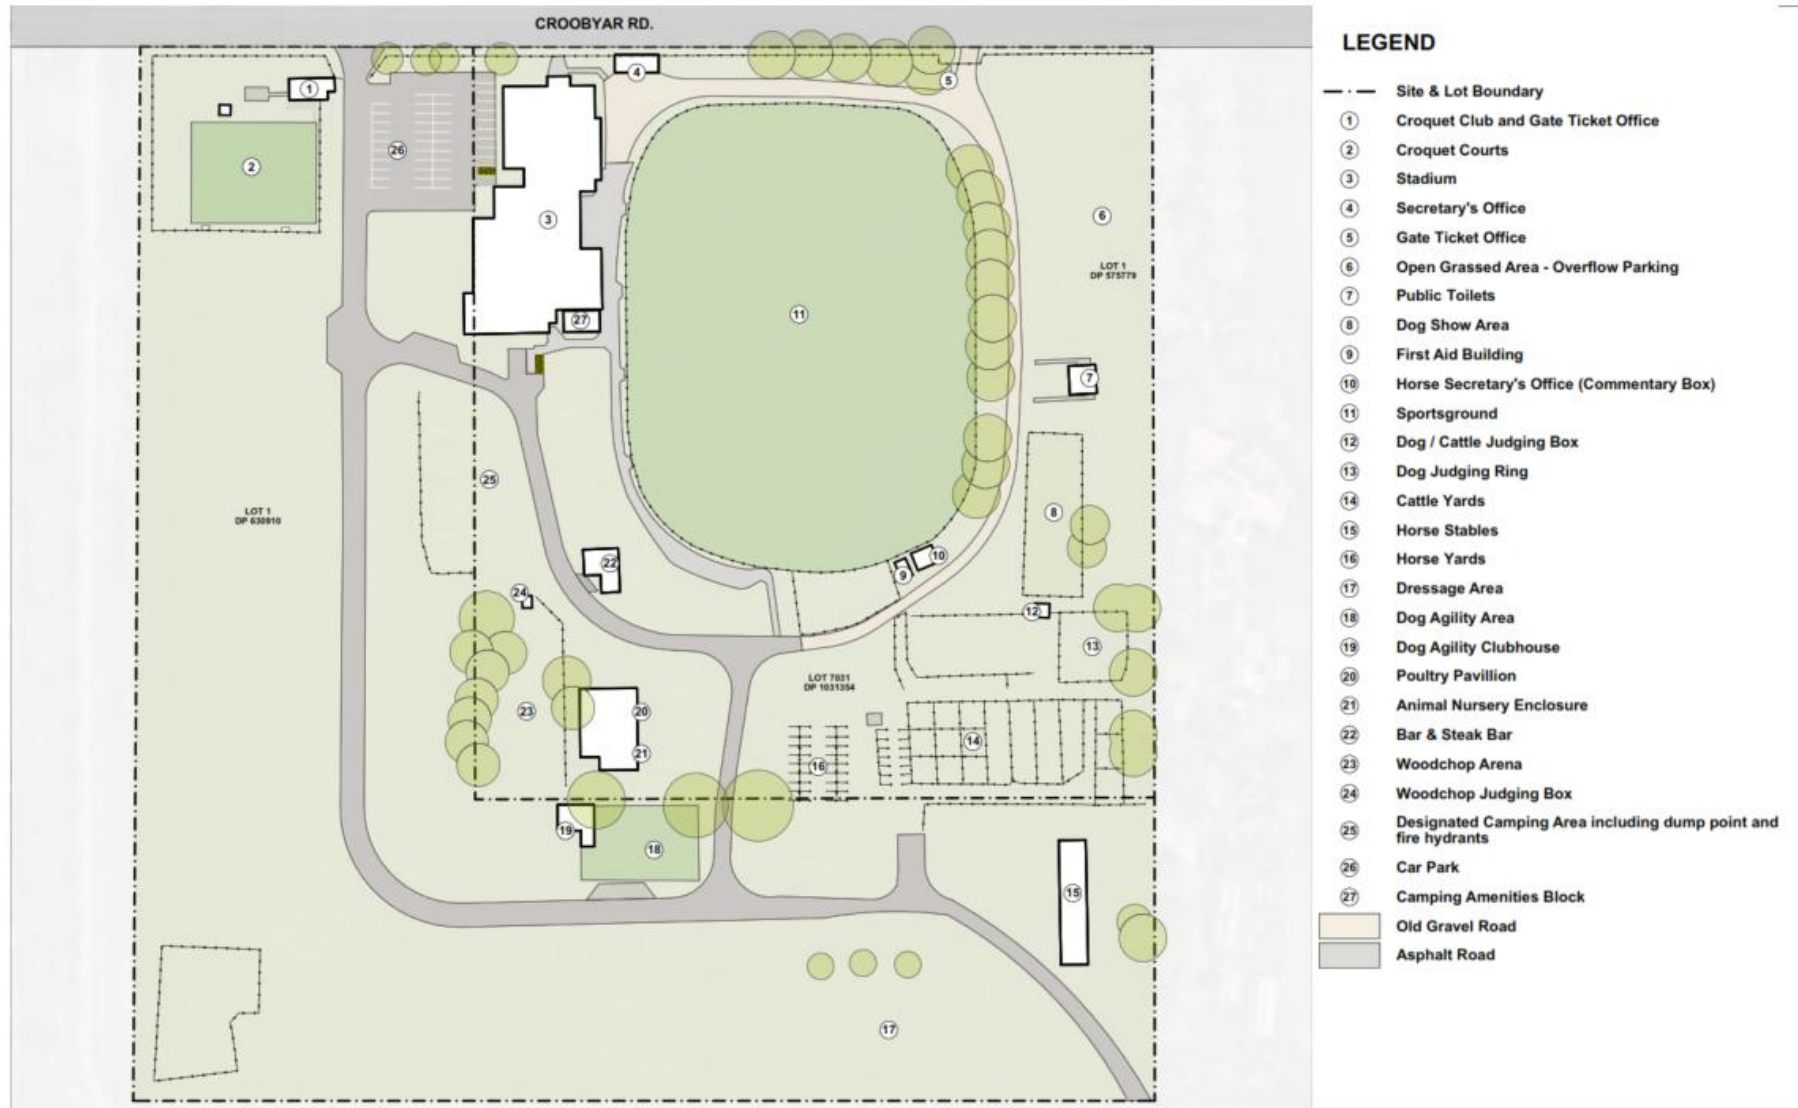 CROOBYAR RD.
1
2
26
3
4
5
6
LOT 1
DP 575779
11
27
7
25
LOT 1
DP 630910
8
22
10
9
24
12
13
LOT 7031
DP 1031354
23
20
21
14
16
19
18
15
17
LEGEND
Site & Lot Boundary
1 Croquet Club and Gate Ticket Office
2 Croquet Courts
3 Stadium
4 Secretary's Office
5 Gate Ticket Office
6 Open Grassed Area - Overflow Parking
7 Public Toilets
8 Dog Show Area
9 First Aid Building
10 Horse Secretary's Office (Commentary Box)
11 Sportsground
12 Dog / Cattle Judging Box
13 Dog Judging Ring
14 Cattle Yards
15 Horse Stables
16 Horse Yards
17 Dressage Area
18 Dog Agility Area
19 Dog Agility Clubhouse
20 Poultry Pavillion
21 Animal Nursery Enclosure
22 Bar & Steak Bar
23 Woodchop Arena
24 Woodchop Judging Box
25 Designated Camping Area including dump point and
fire hydrants
26 Car Park
27 Camping Amenities Block
Old Gravel Road
Asphalt Road